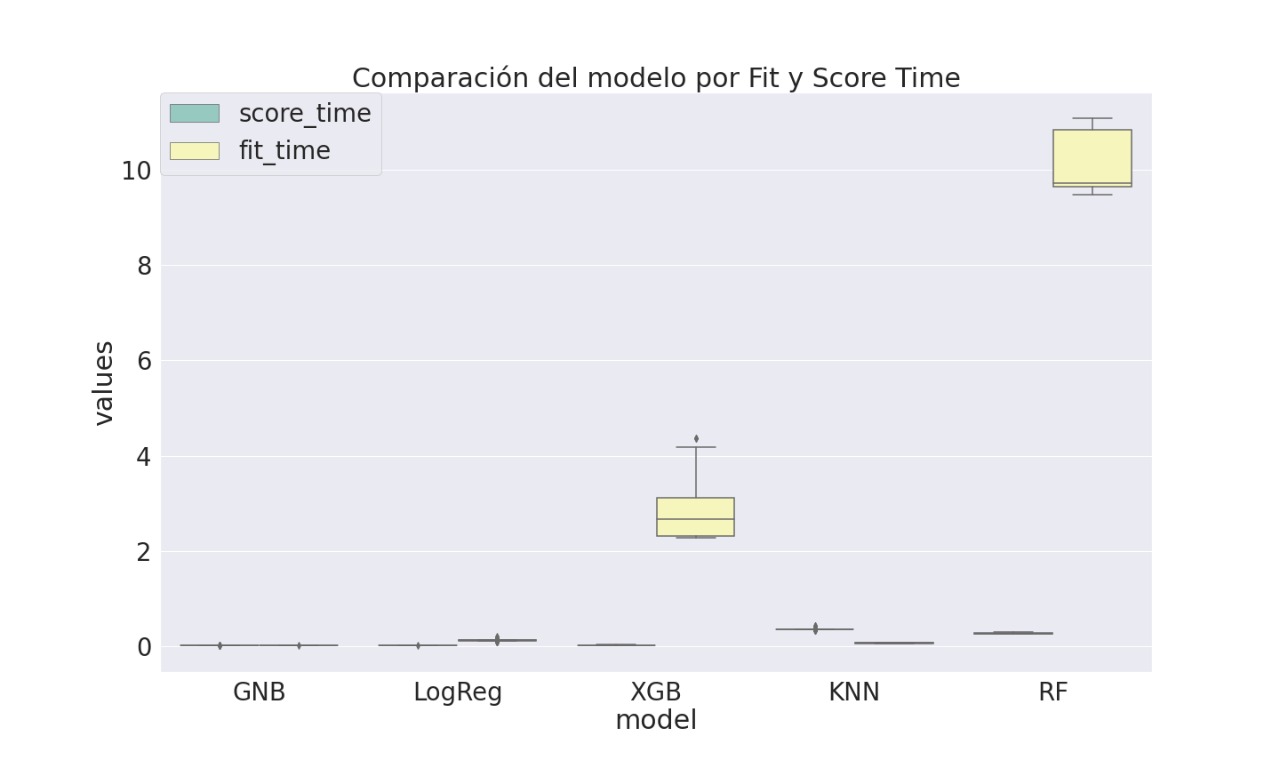 Comparación del modelo por Fit y Score Time
score_time
fit_time
10
8
6
4
2
0
values
GNB LogReg XGB KNN RF
model